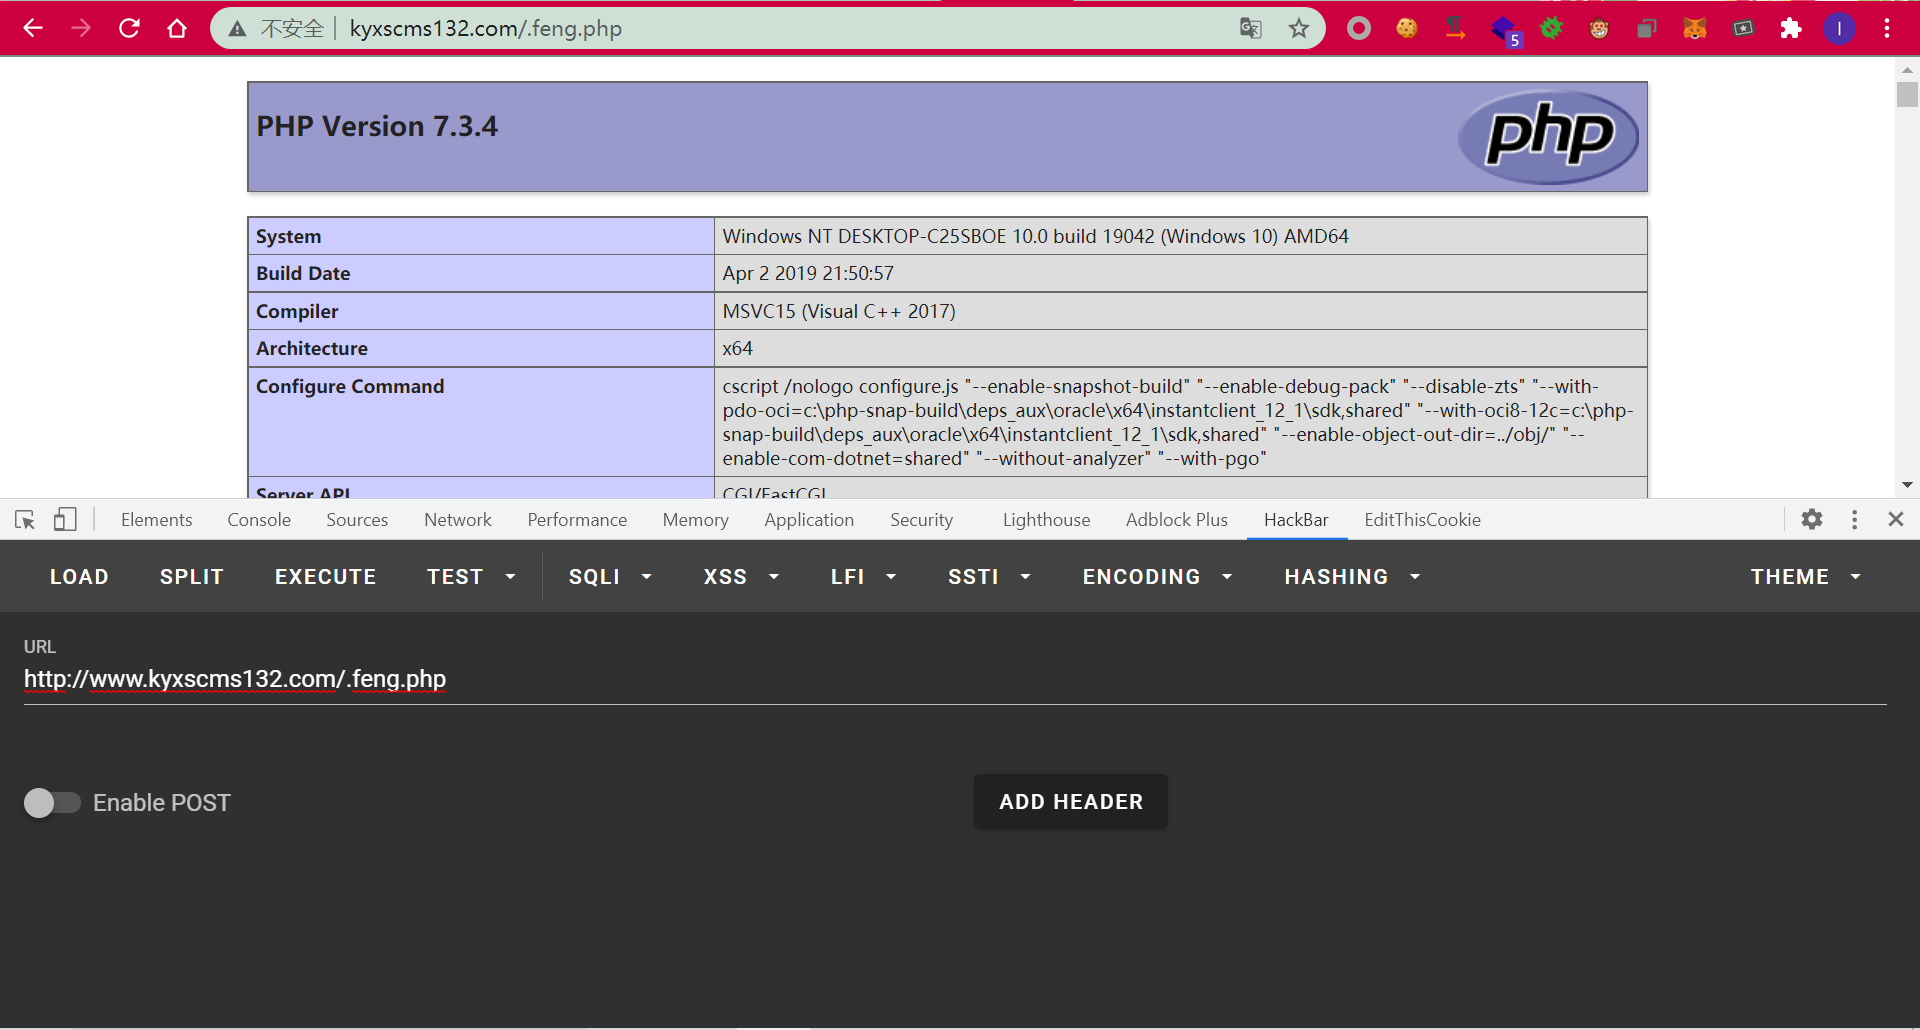 不安全 kyxscms132.com/.feng.php
5
I
PHP Version 7.3.4
php
System Windows NT DESKTOP-C25SBOE 10.0 build 19042 (Windows 10) AMD64
Build Date Apr 2 2019 21:50:57
Compiler MSVC15 (Visual C++ 2017)
Architecture x64
Configure Command cscript /nologo configure.js "--enable-snapshot-build" "--enable-debug-pack" "--disable-zts" "--with-
pdo-oci=c:\php-snap-build\deps_aux\oracle\x64\instantclient_12_1\sdk,shared" "--with-oci8-12c=c:\php-
snap-build\deps_aux\oracle\x64\instantclient_12_1\sdk,shared" "--enable-object-out-dir=../obj/" "--
enable-com-dotnet=shared" "--without-analyzer" "--with-pgo"
Server API CGI/FastCGI
Elements Console Sources Network Performance Memory Application Security Lighthouse Adblock Plus HackBar EditThisCookie
LOAD SPLIT EXECUTE TEST SQLI XSS LFI SSTI ENCODING HASHING THEME
URL
http://www.kyxscms132.com/.feng.php
Enable POST ADD HEADER